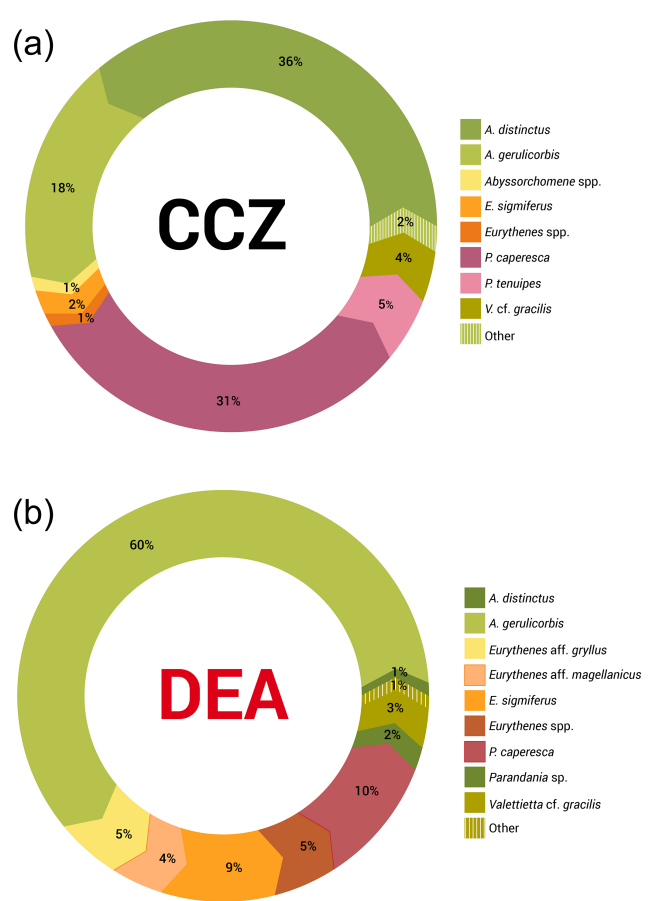 (a)
36%
18%
2%
4%
5%
1%
2%
1%
31%
CCZ
A. distinctus
A. gerulicorbis
Abyssorchomene spp.
E. sigmiferus
Eurythenes spp.
P. caperesca
P. tenuipes
V. cf. gracilis
Other
(b)
60%
1%
1%
3%
2%
10%
5%
9%
4%
5%
DEA
A. distinctus
A. gerulicorbis
Eurythenes aff. gryllus
Eurythenes aff. magellanicus
E. sigmiferus
Eurythenes spp.
P. caperesca
Parandania sp.
Valettietta cf. gracilis
Other